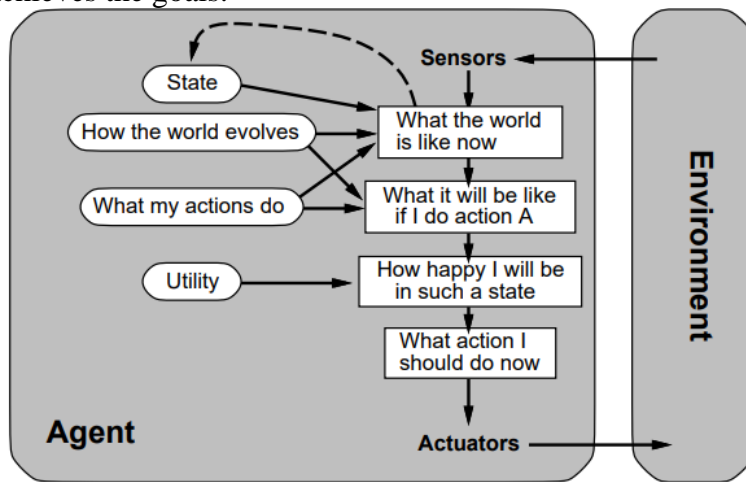 achieves the goals.
Sensors
State
What the world
is like now
How the world evolves
What it will be like
if I do action A
What my actions do
How happy I will be
in such a state
Utility
What action I
should do now
Agent
Actuators
Environment